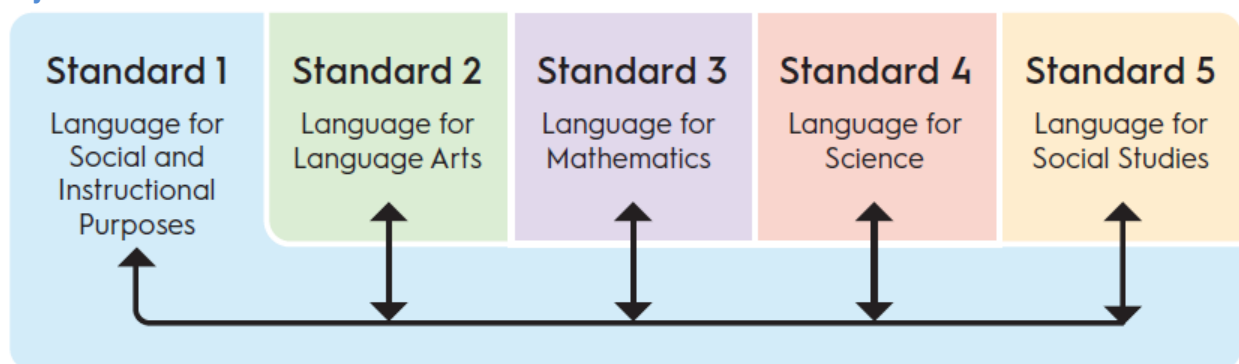 Standard 1
Language for
Social and
Instructional
Purposes
Standard 2
Language for
Language Arts
Standard 3
Language for
Mathematics
Standard 4
Language for
Science
Standard 5
Language for
Social Studies